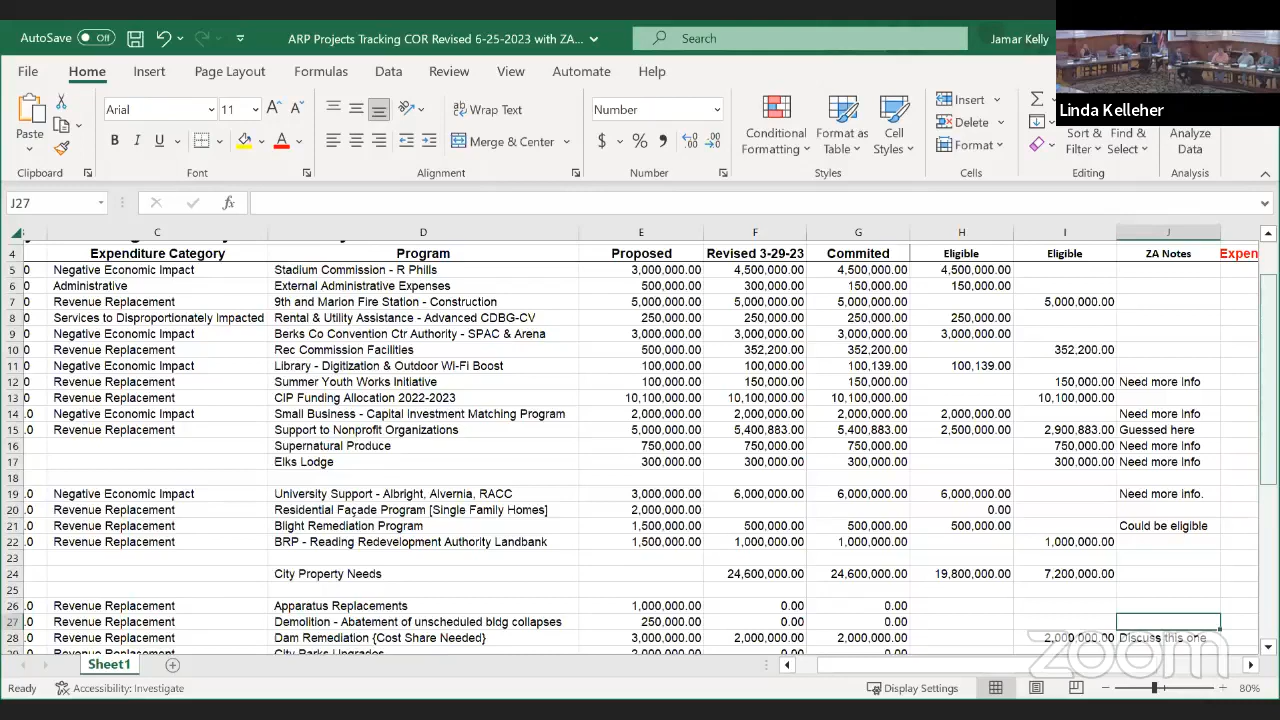 AutoSave Off ARP Projects Tracking COR Revised 6-25-2023 with ZA... Search Jamar Kelly
File Home Insert Page Layout Formulas Data Review View Automate Help
Linda Kelleher
Paste Arial 11 Wrap Text Number Insert
B I U Merge & Center $ % Conditional Formatting Format as Table Cell Styles Delete Format Sort & Filter Find & Select Analyze Data
Clipboard Font Alignment Number Styles Cells Editing Analysis
J27 fx
C D E F G H I J
4 Expenditure Category Program Proposed Revised 3-29-23 Commited Eligible Eligible ZA Notes Expen
5 0 Negative Economic Impact Stadium Commission - R Phills 3,000,000.00 4,500,000.00 4,500,000.00 4,500,000.00
6 0 Administrative External Administrative Expenses 500,000.00 300,000.00 150,000.00 150,000.00
7 0 Revenue Replacement 9th and Marion Fire Station - Construction 5,000,000.00 5,000,000.00 5,000,000.00 5,000,000.00
8 0 Services to Disproportionately Impacted Rental & Utility Assistance - Advanced CDBG-CV 250,000.00 250,000.00 250,000.00 250,000.00
9 0 Negative Economic Impact Berks Co Convention Ctr Authority - SPAC & Arena 3,000,000.00 3,000,000.00 3,000,000.00 3,000,000.00
10 0 Revenue Replacement Rec Commission Facilities 500,000.00 352,200.00 352,200.00 352,200.00
11 0 Negative Economic Impact Library - Digitization & Outdoor WI-FI Boost 100,000.00 100,000.00 100,139.00 100,139.00
12 0 Revenue Replacement Summer Youth Works Initiative 100,000.00 150,000.00 150,000.00 150,000.00 Need more Info
13 0 Revenue Replacement CIP Funding Allocation 2022-2023 10,100,000.00 10,100,000.00 10,100,000.00 10,100,000.00
14 .0 Negative Economic Impact Small Business - Capital Investment Matching Program 2,000,000.00 2,000,000.00 2,000,000.00 2,000,000.00 Need more Info
15 .0 Revenue Replacement Support to Nonprofit Organizations 5,000,000.00 5,400,883.00 5,400,883.00 2,500,000.00 2,900,883.00 Guessed here
16 Supernatural Produce 750,000.00 750,000.00 750,000.00 750,000.00 Need more Info
17 Elks Lodge 300,000.00 300,000.00 300,000.00 300,000.00 Need more Info
18
19 .0 Negative Economic Impact University Support - Albright, Alvernia, RACC 3,000,000.00 6,000,000.00 6,000,000.00 6,000,000.00 Need more Info.
20 .0 Revenue Replacement Residential Façade Program [Single Family Homes] 2,000,000.00 0.00
21 .0 Revenue Replacement Blight Remediation Program 1,500,000.00 500,000.00 500,000.00 500,000.00 Could be eligible
22 .0 Revenue Replacement BRP - Reading Redevelopment Authority Landbank 1,500,000.00 1,000,000.00 1,000,000.00 1,000,000.00
23
24 City Property Needs 24,600,000.00 24,600,000.00 19,800,000.00 7,200,000.00
25
26 .0 Revenue Replacement Apparatus Replacements 1,000,000.00 0.00 0.00
27 .0 Revenue Replacement Demolition - Abatement of unscheduled bldg collapses 250,000.00 0.00 0.00
28 .0 Revenue Replacement Dam Remediation {Cost Share Needed} 3,000,000.00 2,000,000.00 2,000,000.00 2,000,000.00 Discuss this one
29 .0 Revenue Replacement City Parks Upgrades
zoom
Sheet1
Ready Accessibility: Investigate Display Settings 80%